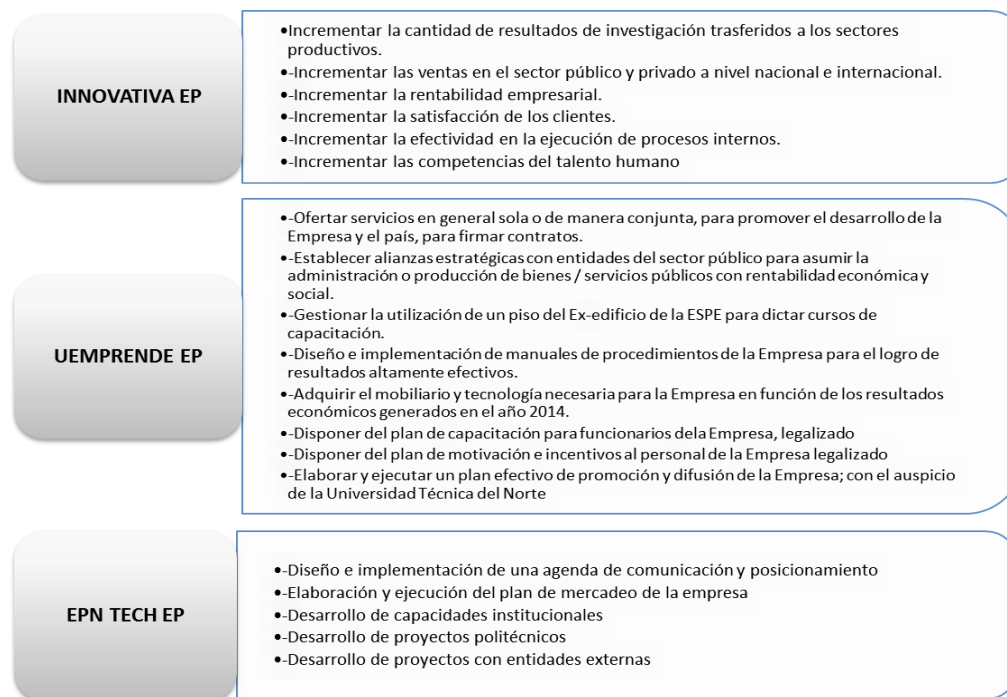 INNOVATIVA EP
•Incrementar la cantidad de resultados de investigación trasferidos a los sectores
productivos.
•-Incrementar las ventas en el sector público y privado a nivel nacional e internacional.
•-Incrementar la rentabilidad empresarial.
•-Incrementar la satisfacción de los clientes.
•-Incrementar la efectividad en la ejecución de procesos internos.
•-Incrementar las competencias del talento humano
UEMPRENDE EP
•-Ofertar servicios en general sola o de manera conjunta, para promover el desarrollo de la
Empresa y el país, para firmar contratos.
•-Establecer alianzas estratégicas con entidades del sector público para asumir la
administración o producción de bienes / servicios públicos con rentabilidad económica y
social.
•-Gestionar la utilización de un piso del Ex-edificio de la ESPE para dictar cursos de
capacitación.
•-Diseño e implementación de manuales de procedimientos de la Empresa para el logro de
resultados altamente efectivos.
•-Adquirir el mobiliario y tecnología necesaria para la Empresa en función de los resultados
económicos generados en el año 2014.
•-Disponer del plan de capacitación para funcionarios dela Empresa, legalizado
•-Disponer del plan de motivación e incentivos al personal de la Empresa legalizado
•-Elaborar y ejecutar un plan efectivo de promoción y difusión de la Empresa; con el auspicio
de la Universidad Técnica del Norte
EPN TECH EP
•-Diseño e implementación de una agenda de comunicación y posicionamiento
•-Elaboración y ejecución del plan de mercadeo de la empresa
•-Desarrollo de capacidades institucionales
•-Desarrollo de proyectos politécnicos
•-Desarrollo de proyectos con entidades externas